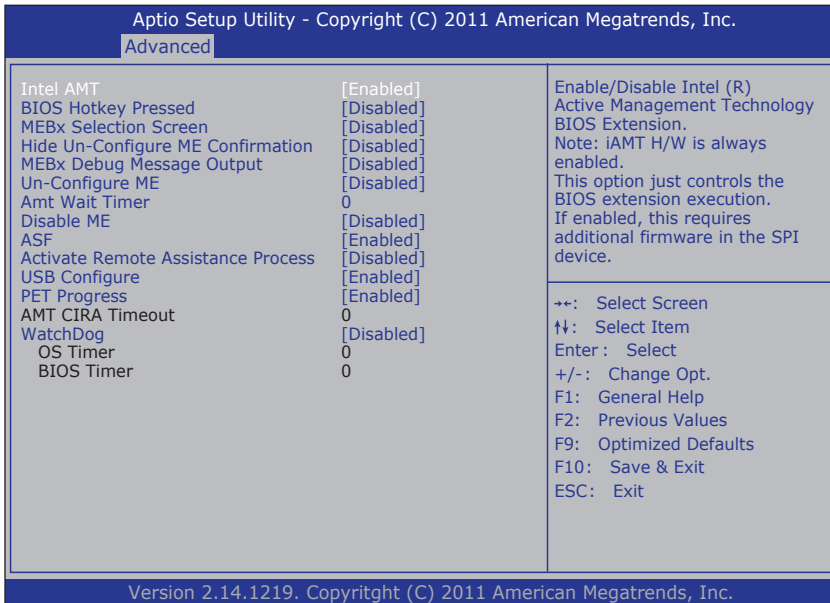 Aptio Setup Utility - Copyright (C) 2011 American Megatrends, Inc.
Advanced
Intel AMT [Enabled]
BIOS Hotkey Pressed [Disabled]
MEBx Selection Screen [Disabled]
Hide Un-Configure ME Confirmation [Disabled]
MEBx Debug Message Output [Disabled]
Un-Configure ME [Disabled]
Amt Wait Timer 0
Disable ME [Disabled]
ASF [Enabled]
Activate Remote Assistance Process [Disabled]
USB Configure [Enabled]
PET Progress [Enabled]
AMT CIRA Timeout 0
WatchDog [Disabled]
OS Timer 0
BIOS Timer 0
Enable/Disable Intel (R)
Active Management Technology
BIOS Extension.
Note: iAMT H/W is always
enabled.
This option just controls the
BIOS extension execution.
If enabled, this requires
additional firmware in the SPI
device.
→←: Select Screen
↑↓: Select Item
Enter : Select
+/-: Change Opt.
F1: General Help
F2: Previous Values
F9: Optimized Defaults
F10: Save & Exit
ESC: Exit
Version 2.14.1219. Copyritght (C) 2011 American Megatrends, Inc.